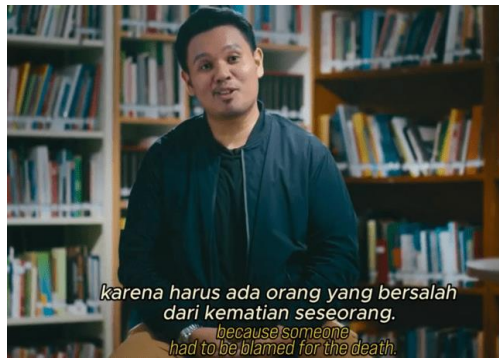 karena harus ada orang yang bersalah
dari kematian seseorang.
because someone
had to be blamed for the death.